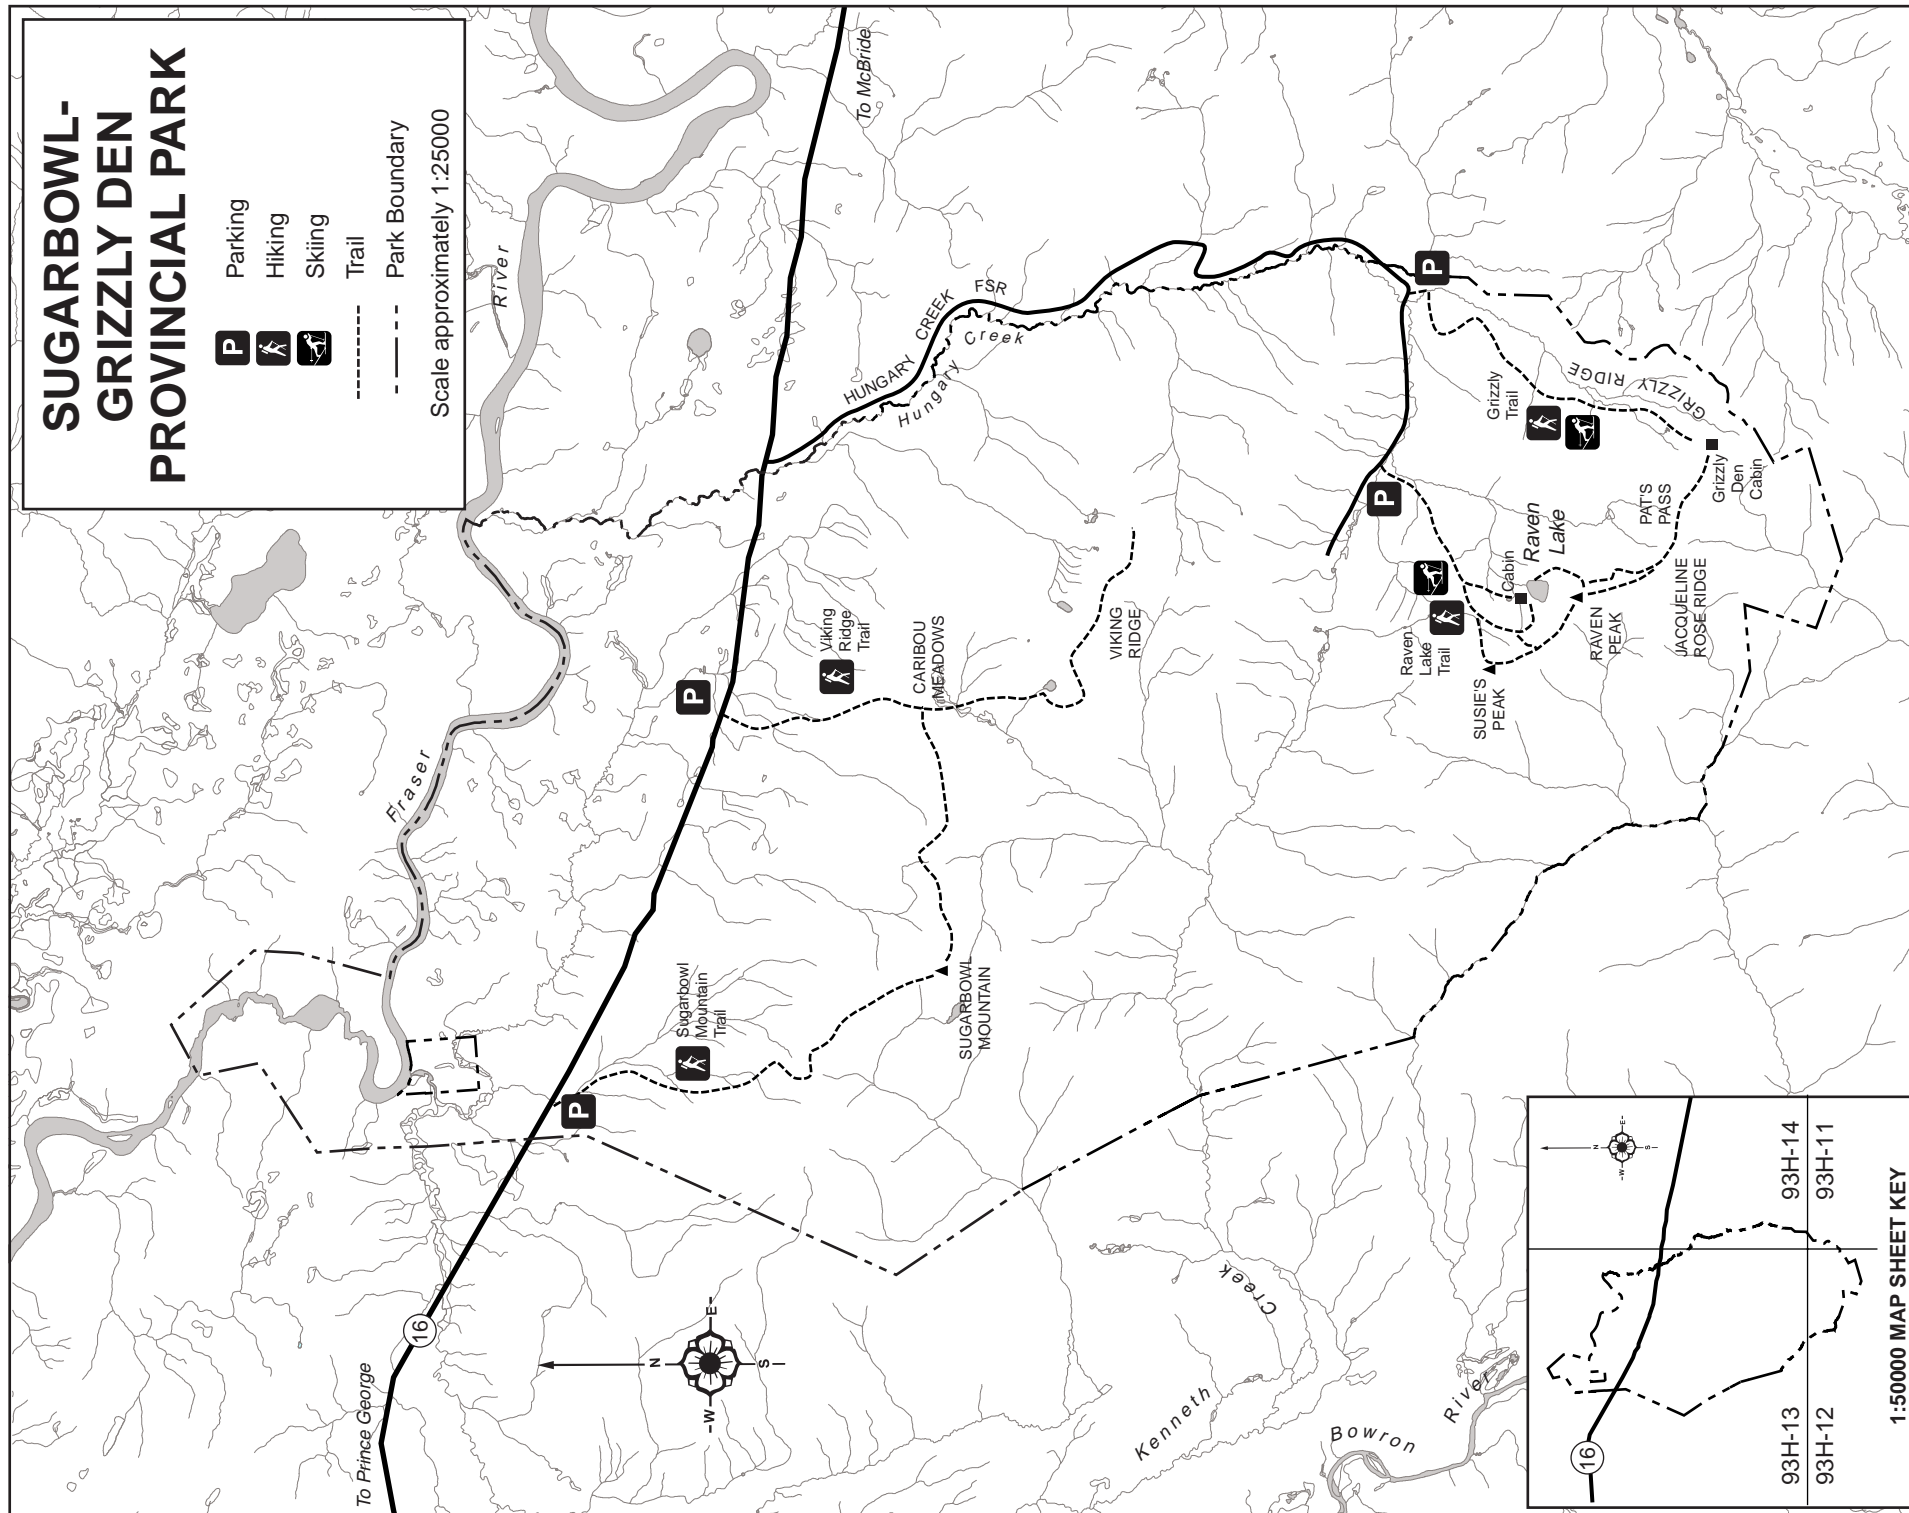 SUGARBOWL-
GRIZZLY DEN
PROVINCIAL PARK
P
Parking
Hiking
Skiing
Trail
Park Boundary
Scale approximately 1:25000
To Prince George
16
To McBride
Fraser
River
N
W
E
S
P
Sugarbowl
Mountain
Trail
SUGARBOWL
MOUNTAIN
P
Viking
Ridge
Trail
CARIBOU
MEADOWS
VIKING
RIDGE
HUNGARY CREEK FSR
Hungary Creek
P
P
Grizzly
Trail
GRIZZLY RIDGE
Grizzly
Den
Cabin
PAT'S
PASS
Raven
Lake
Cabin
Raven
Lake
Trail
SUSIE'S
PEAK
RAVEN
PEAK
JACQUELINE
ROSE RIDGE
Kenneth Creek
Bowron River
16
N
W
E
S
93H-13
93H-14
93H-12
93H-11
1:50000 MAP SHEET KEY